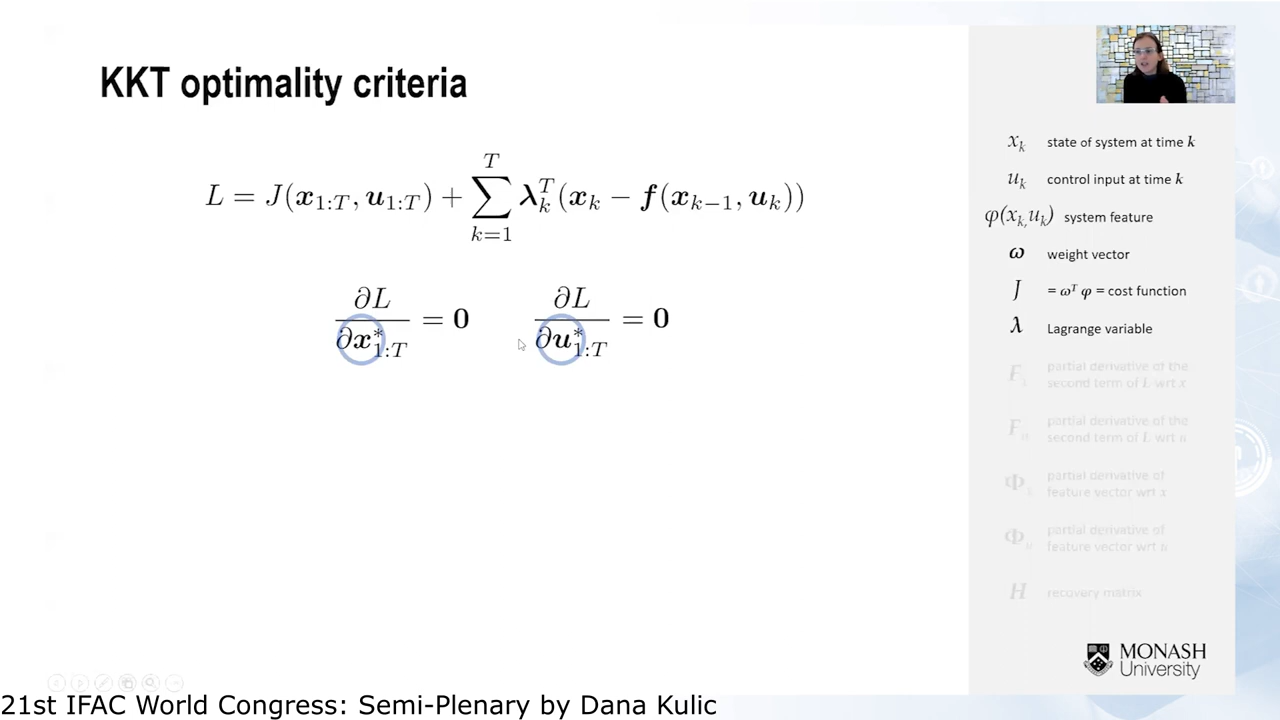 KKT optimality criteria
L = J(x_{1:T}, u_{1:T}) + \sum_{k=1}^{T} λ_k^T (x_k − f(x_{k−1}, u_k))
∂L/∂x*_{1:T} = 0    ∂L/∂u*_{1:T} = 0
x_k state of system at time k
u_k control input at time k
φ(x_k, u_k) system feature
ω weight vector
J = ω^T φ = cost function
λ Lagrange variable
F_x partial derivative of the
second term of L wrt x
F_u partial derivative of the
second term of L wrt u
Φ_x partial derivative of
feature vector wrt x
Φ_u partial derivative of
feature vector wrt u
H recovery matrix
MONASH
University
21st IFAC World Congress: Semi-Plenary by Dana Kulic